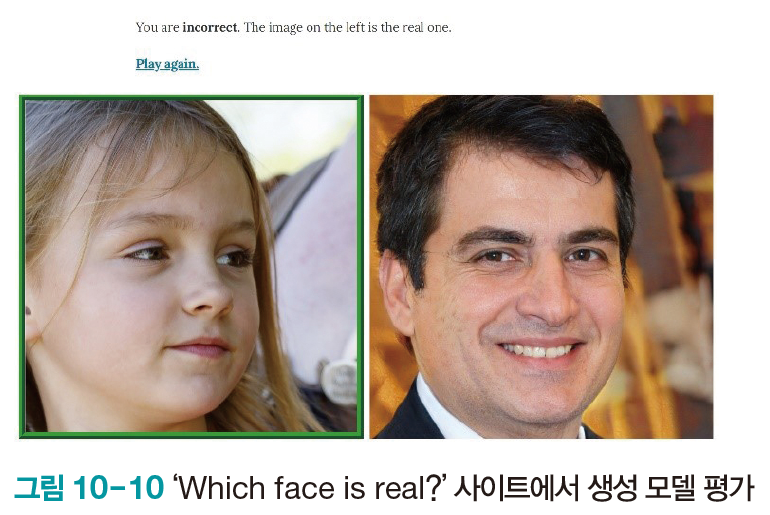 You are incorrect. The image on the left is the real one.
Play again.
그림 10-10 ‘Which face is real?’ 사이트에서 생성 모델 평가